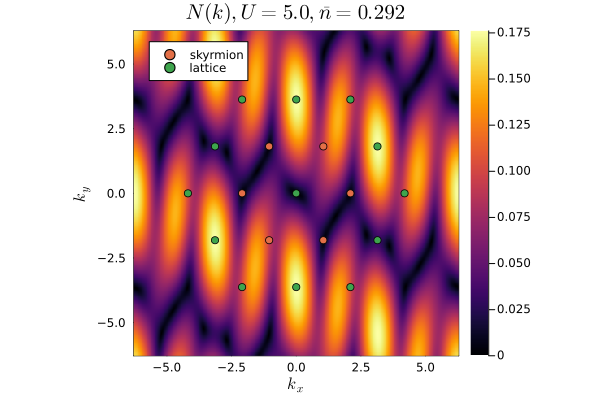 N(k), U = 5.0, n̄ = 0.292
skyrmion
lattice
5.0
2.5
0.0
−2.5
−5.0
k_y
−5.0 −2.5 0.0 2.5 5.0
k_x
0.175
0.150
0.125
0.100
0.075
0.050
0.025
0